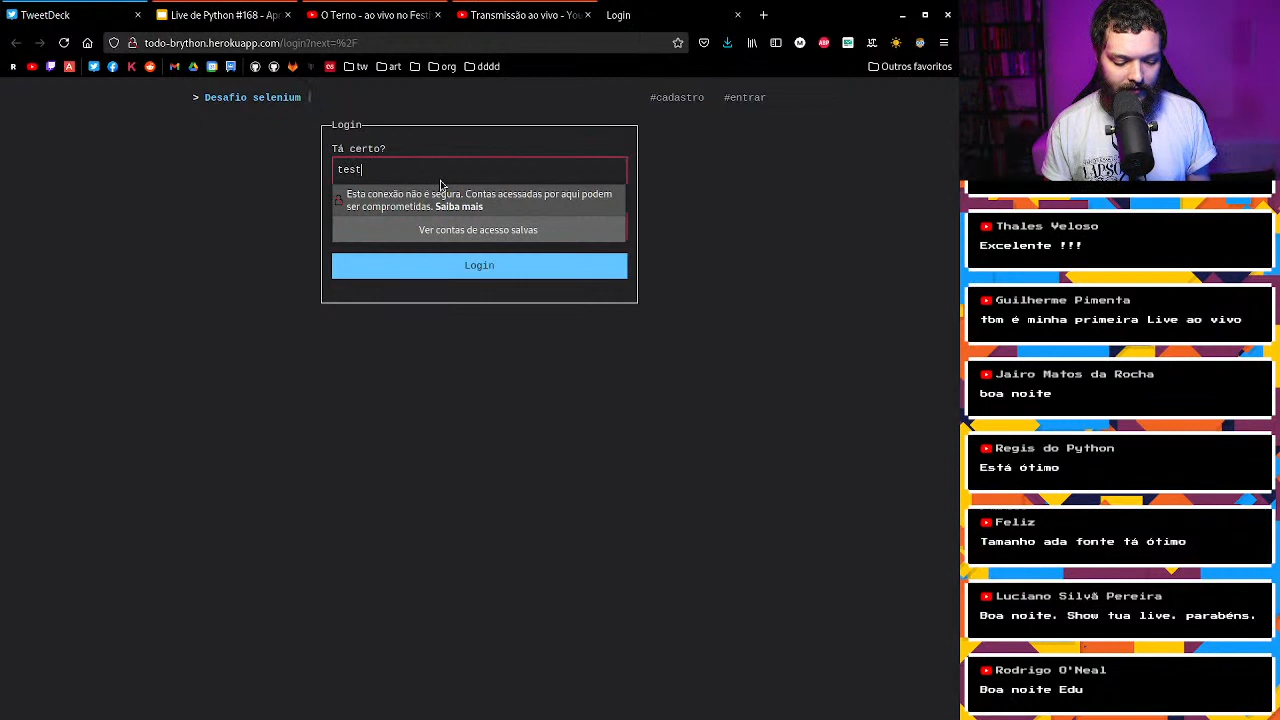 TweetDeck
Live de Python #168 - Apr
O Terno - ao vivo no Festi
Transmissão ao vivo - You
Login
todo-brython.herokuapp.com/login?next=%2F
tw
art
org
dddd
Outros favoritos
> Desafio selenium
#cadastro
#entrar
Login
Tá certo?
test
Esta conexão não é segura. Contas acessadas por aqui podem
ser comprometidas. Saiba mais
Ver contas de acesso salvas
Login
Thales Veloso
Excelente !!!
Guilherme Pimenta
tbm é minha primeira Live ao vivo
Jairo Matos da Rocha
boa noite
Regis do Python
Está ótimo
Feliz
Tamanho ada fonte tá ótimo
Luciano Silvã Pereira
Boa noite. Show tua live. parabéns.
Rodrigo O'Neal
Boa noite Edu